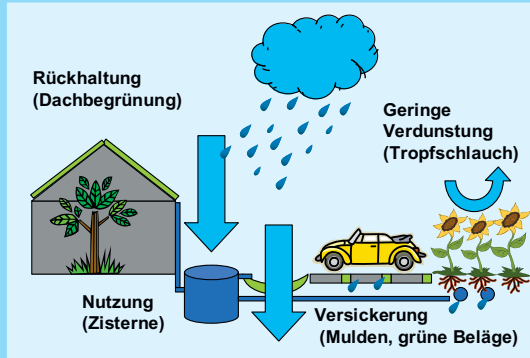 Rückhaltung
(Dachbegrünung)
Geringe
Verdunstung
(Tropfschlauch)
Nutzung
(Zisterne)
Versickerung
(Mulden, grüne Beläge)